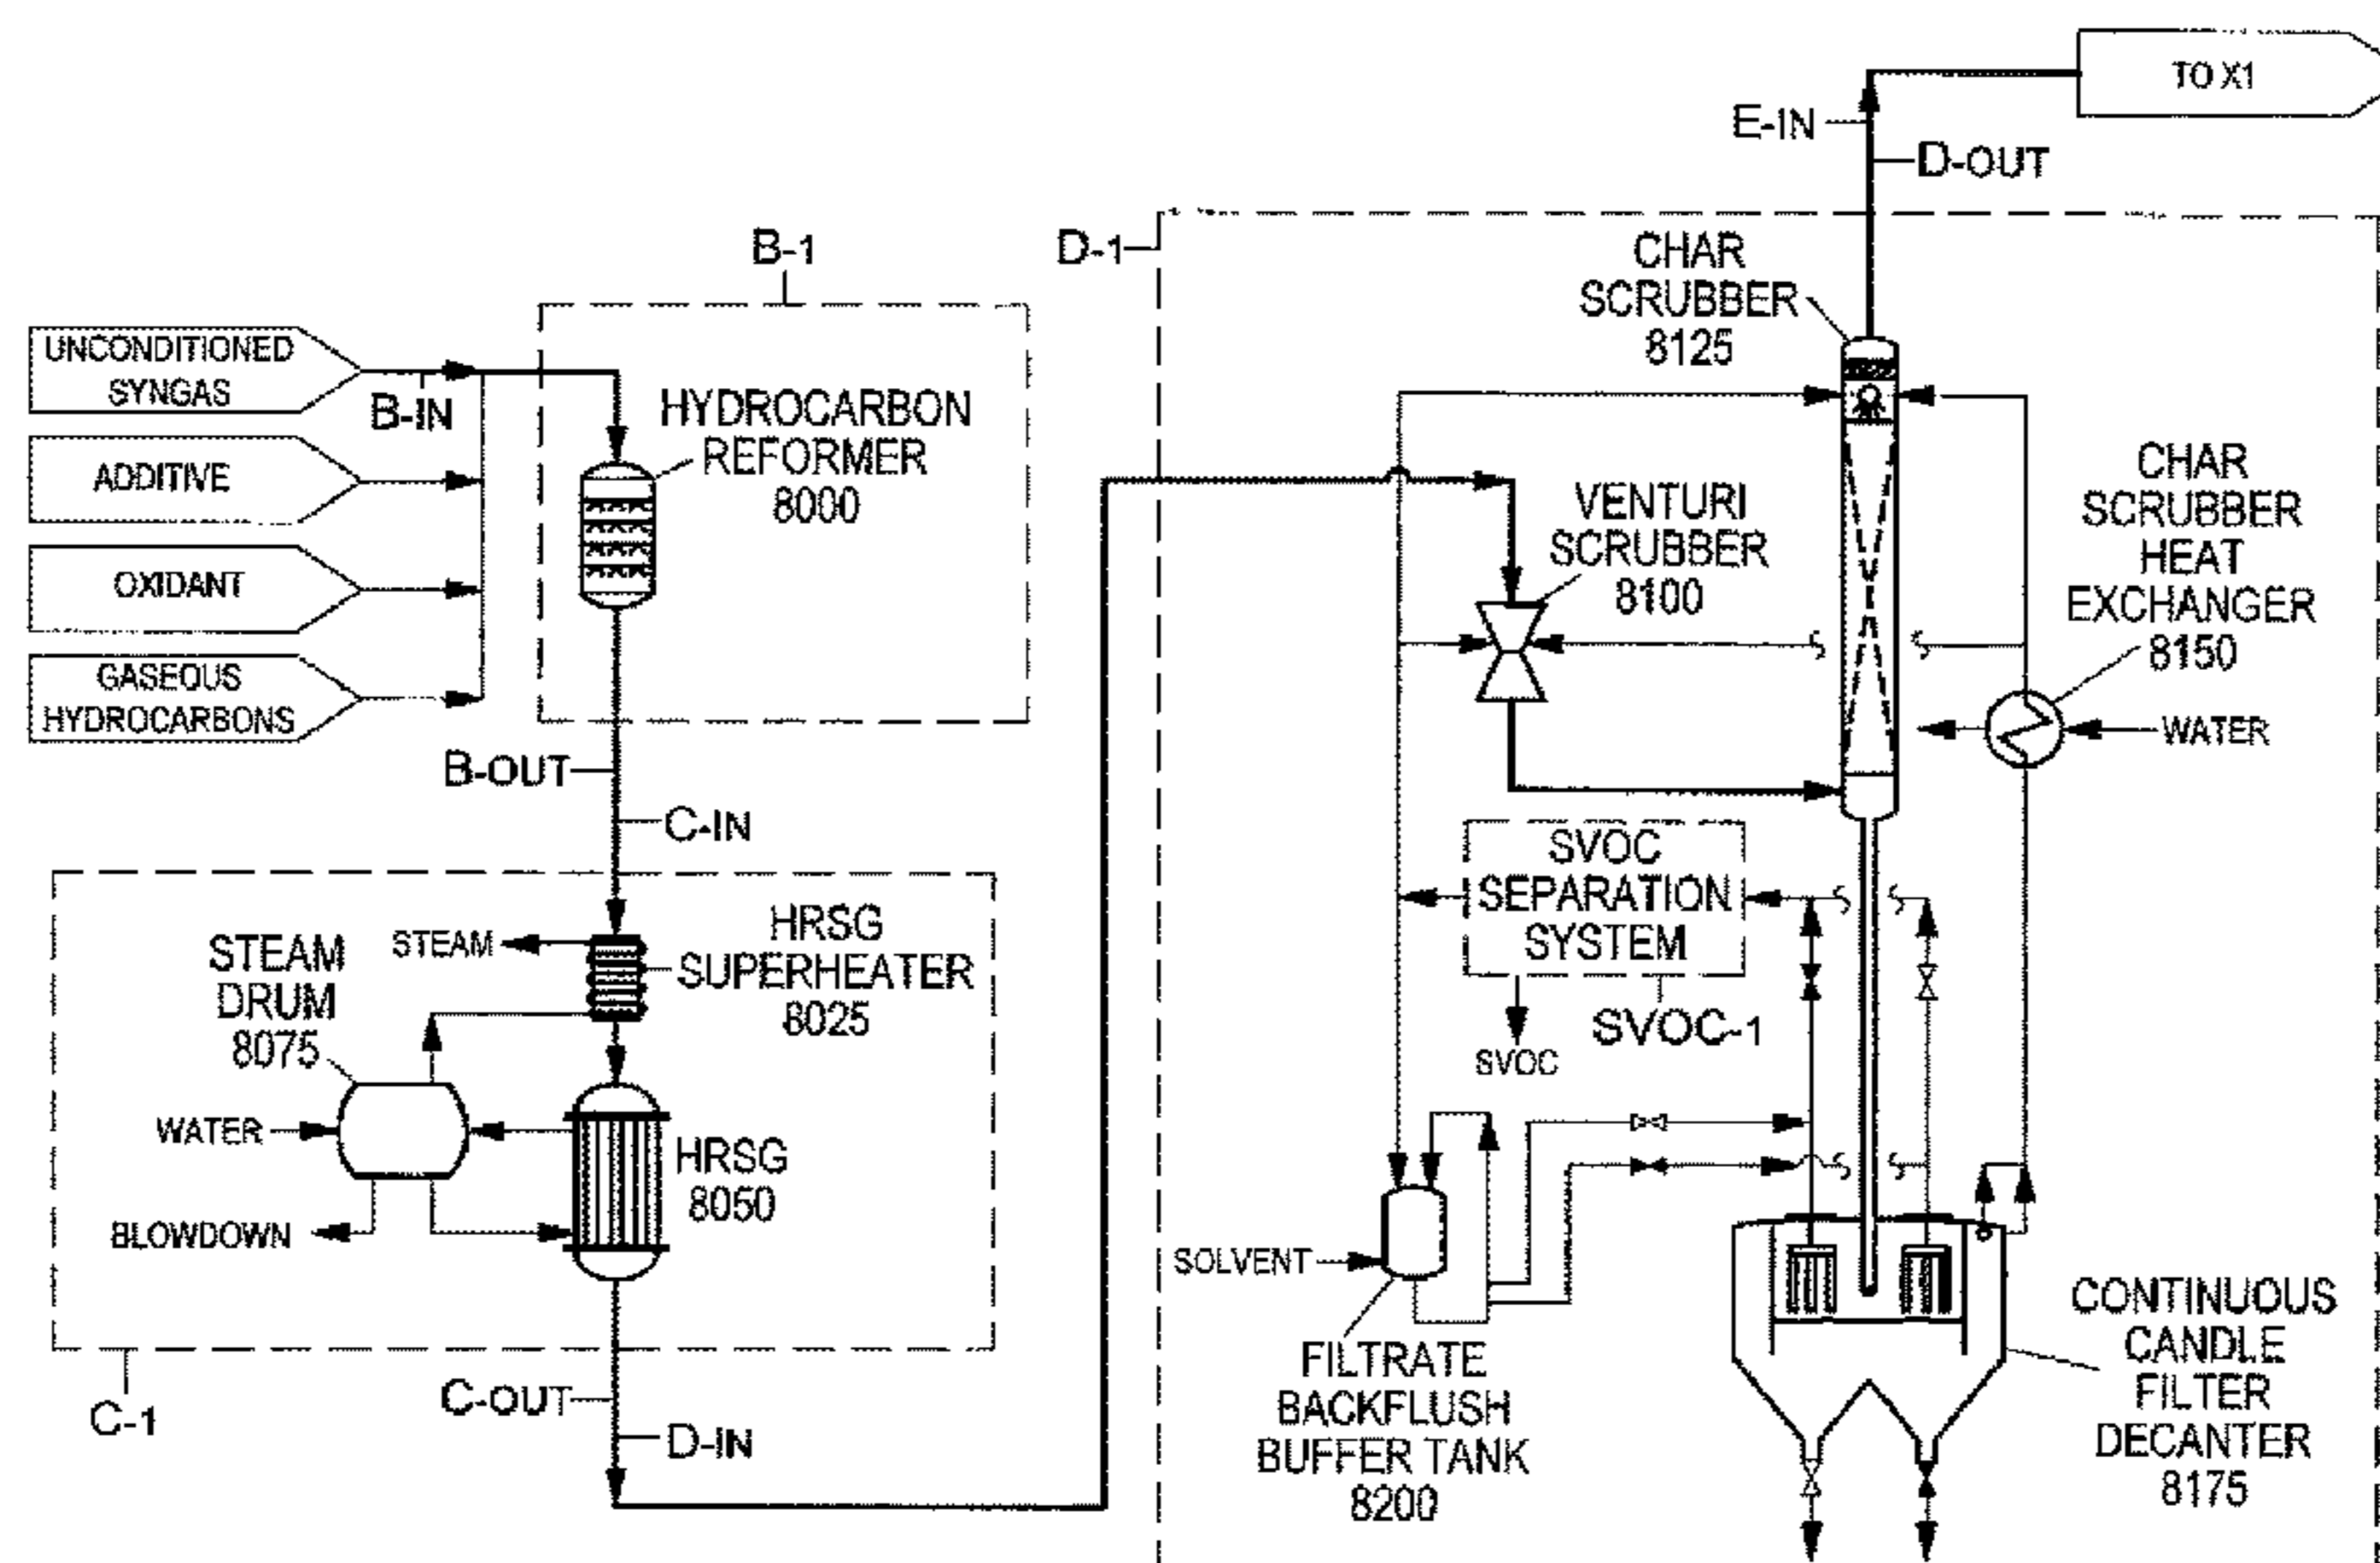 TO X1
E-IN
D-OUT
B-1
D-1
CHAR
SCRUBBER
8125
UNCONDITIONED
SYNGAS
B-IN
HYDROCARBON
REFORMER
8000
ADDITIVE
OXIDANT
GASEOUS
HYDROCARBONS
VENTURI
SCRUBBER
8100
CHAR
SCRUBBER
HEAT
EXCHANGER
8150
WATER
B-OUT
C-IN
SVOC
SEPARATION
SYSTEM
SVOC-1
SVOC
STEAM
DRUM
8075
STEAM
HRSG
SUPERHEATER
8025
WATER
HRSG
8050
BLOWDOWN
SOLVENT
FILTRATE
BACKFLUSH
BUFFER TANK
8200
CONTINUOUS
CANDLE
FILTER
DECANTER
8175
C-1
C-OUT
D-IN